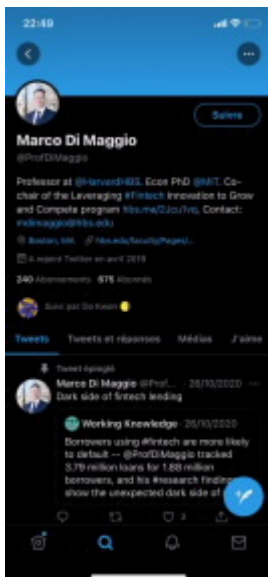 22:49
Suivre
Marco Di Maggio
@ProfDiMaggio
Professor at @HarvardHBS. Econ PhD @MIT. Co-
chair of the Leveraging #Fintech Innovation to Grow
and Compete program Contact:
mdimaggio@hbs.edu
Boston, MA hbs.edu/faculty/Pages/...
A rejoint Twitter en avril 2019
240 Abonnements 675 Abonnés
Suivi par Do Kwon
Tweets Tweets et réponses Médias J'aime
Tweet épinglé
Marco Di Maggio @Prof... · 26/10/2020
Dark side of fintech lending
Working Knowledge · 26/10/2020
Borrowers using #fintech are more likely
to default -- @ProfDiMaggio tracked
3.79 million loans for 1.88 million
borrowers, and his #research findings
show the unexpected dark side of
3